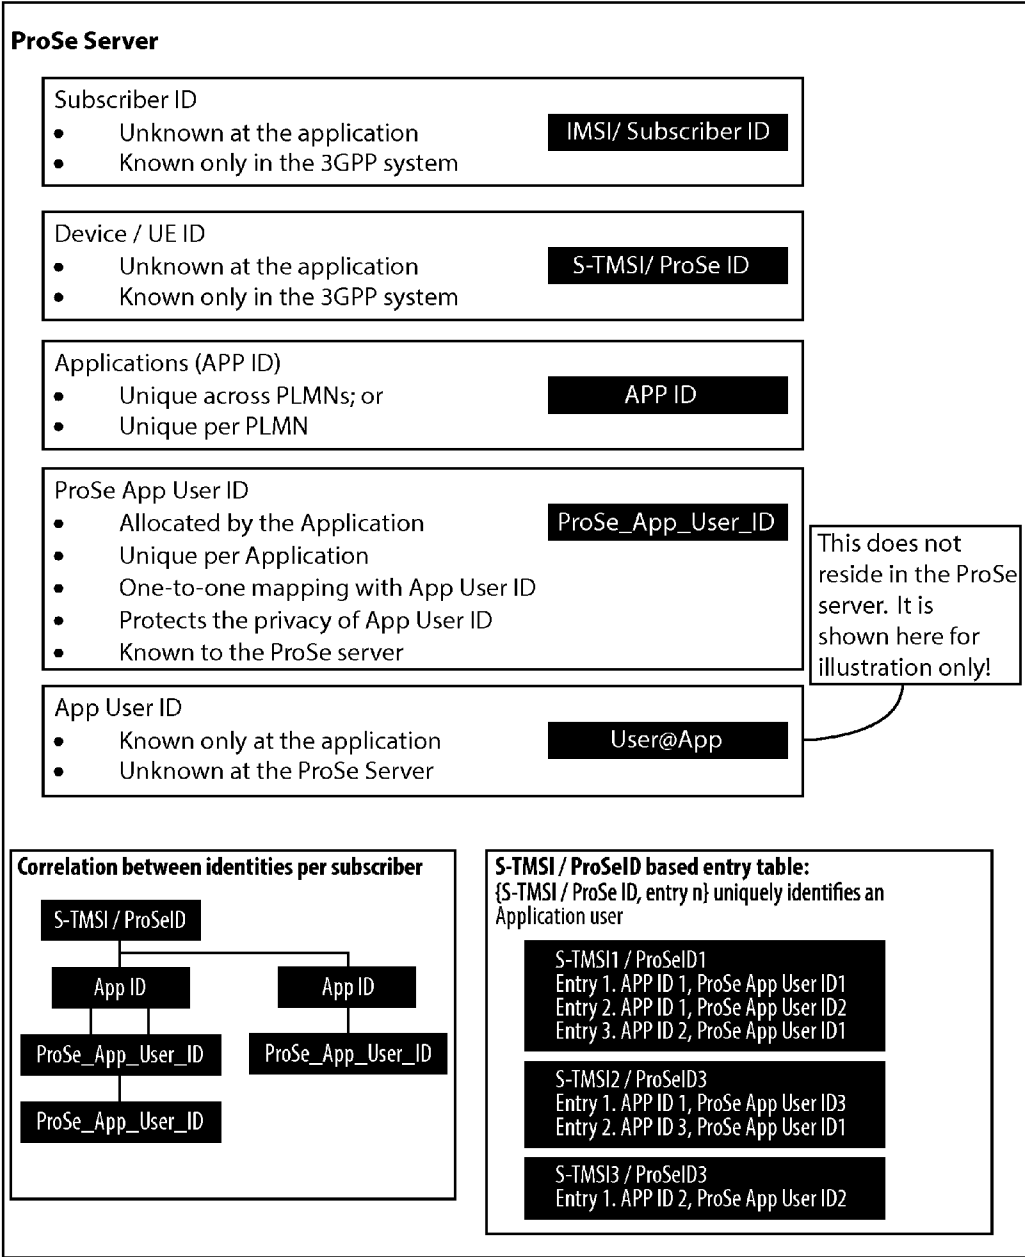 ProSe Server
Subscriber ID
• Unknown at the application
• Known only in the 3GPP system
IMSI/ Subscriber ID
Device / UE ID
• Unknown at the application
• Known only in the 3GPP system
S-TMSI/ ProSe ID
Applications (APP ID)
• Unique across PLMNs; or
• Unique per PLMN
APP ID
ProSe App User ID
• Allocated by the Application
• Unique per Application
• One-to-one mapping with App User ID
• Protects the privacy of App User ID
• Known to the ProSe server
ProSe_App_User_ID
This does not
reside in the ProSe
server. It is
shown here for
illustration only!
App User ID
• Known only at the application
• Unknown at the ProSe Server
User@App
Correlation between identities per subscriber
S-TMSI / ProSeID
App ID
App ID
ProSe_App_User_ID
ProSe_App_User_ID
ProSe_App_User_ID
S-TMSI / ProSeID based entry table:
{S-TMSI / ProSe ID, entry n} uniquely identifies an
Application user
S-TMSI1 / ProSeID1
Entry 1. APP ID 1, ProSe App User ID1
Entry 2. APP ID 1, ProSe App User ID2
Entry 3. APP ID 2, ProSe App User ID1
S-TMSI2 / ProSeID3
Entry 1. APP ID 1, ProSe App User ID3
Entry 2. APP ID 3, ProSe App User ID1
S-TMSI3 / ProSeID3
Entry 1. APP ID 2, ProSe App User ID2